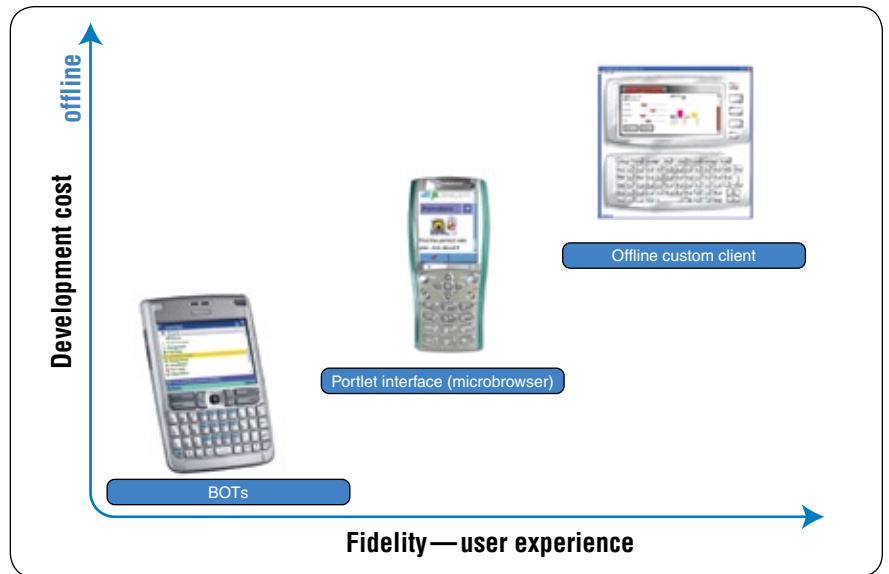 offline
Development cost
Offline custom client
Portlet interface (microbrowser)
BOTs
Fidelity—user experience